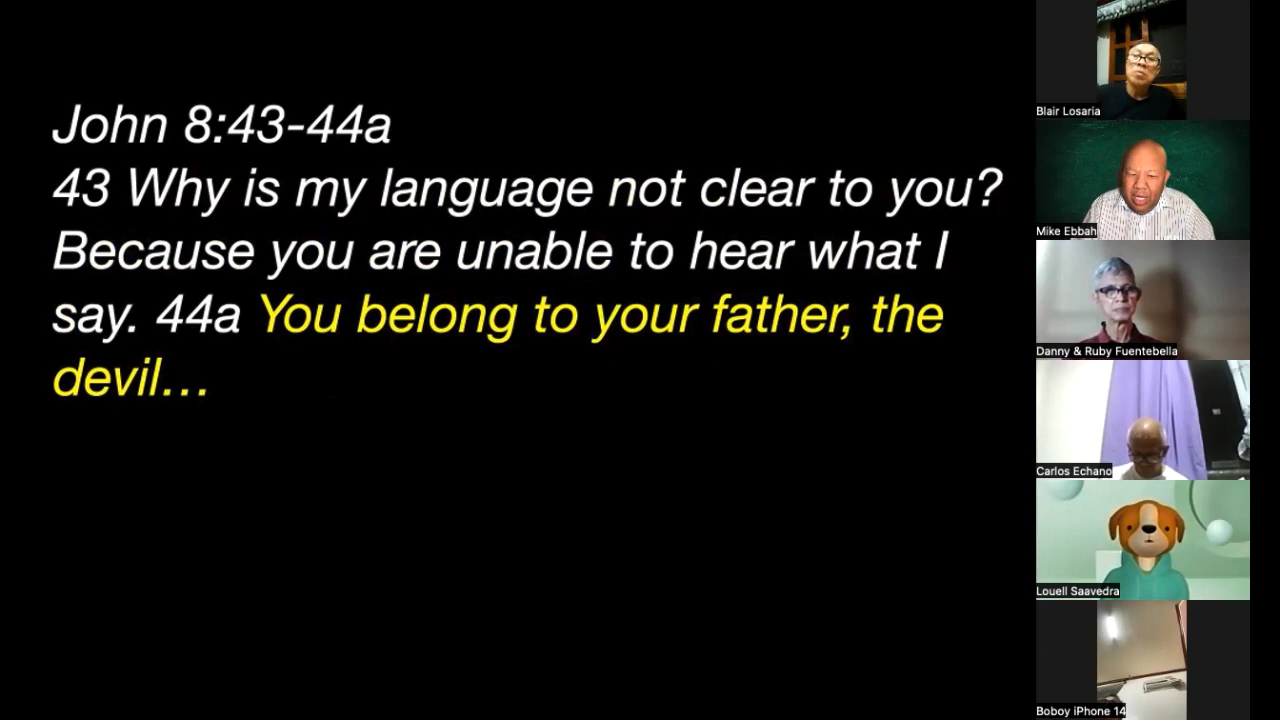 John 8:43-44a
43 Why is my language not clear to you?
Because you are unable to hear what I
say. 44a You belong to your father, the
devil…
Blair Losaria
Mike Ebbah
Danny & Ruby Fuentebella
Carlos Echano
Louell Saavedra
Boboy iPhone 14